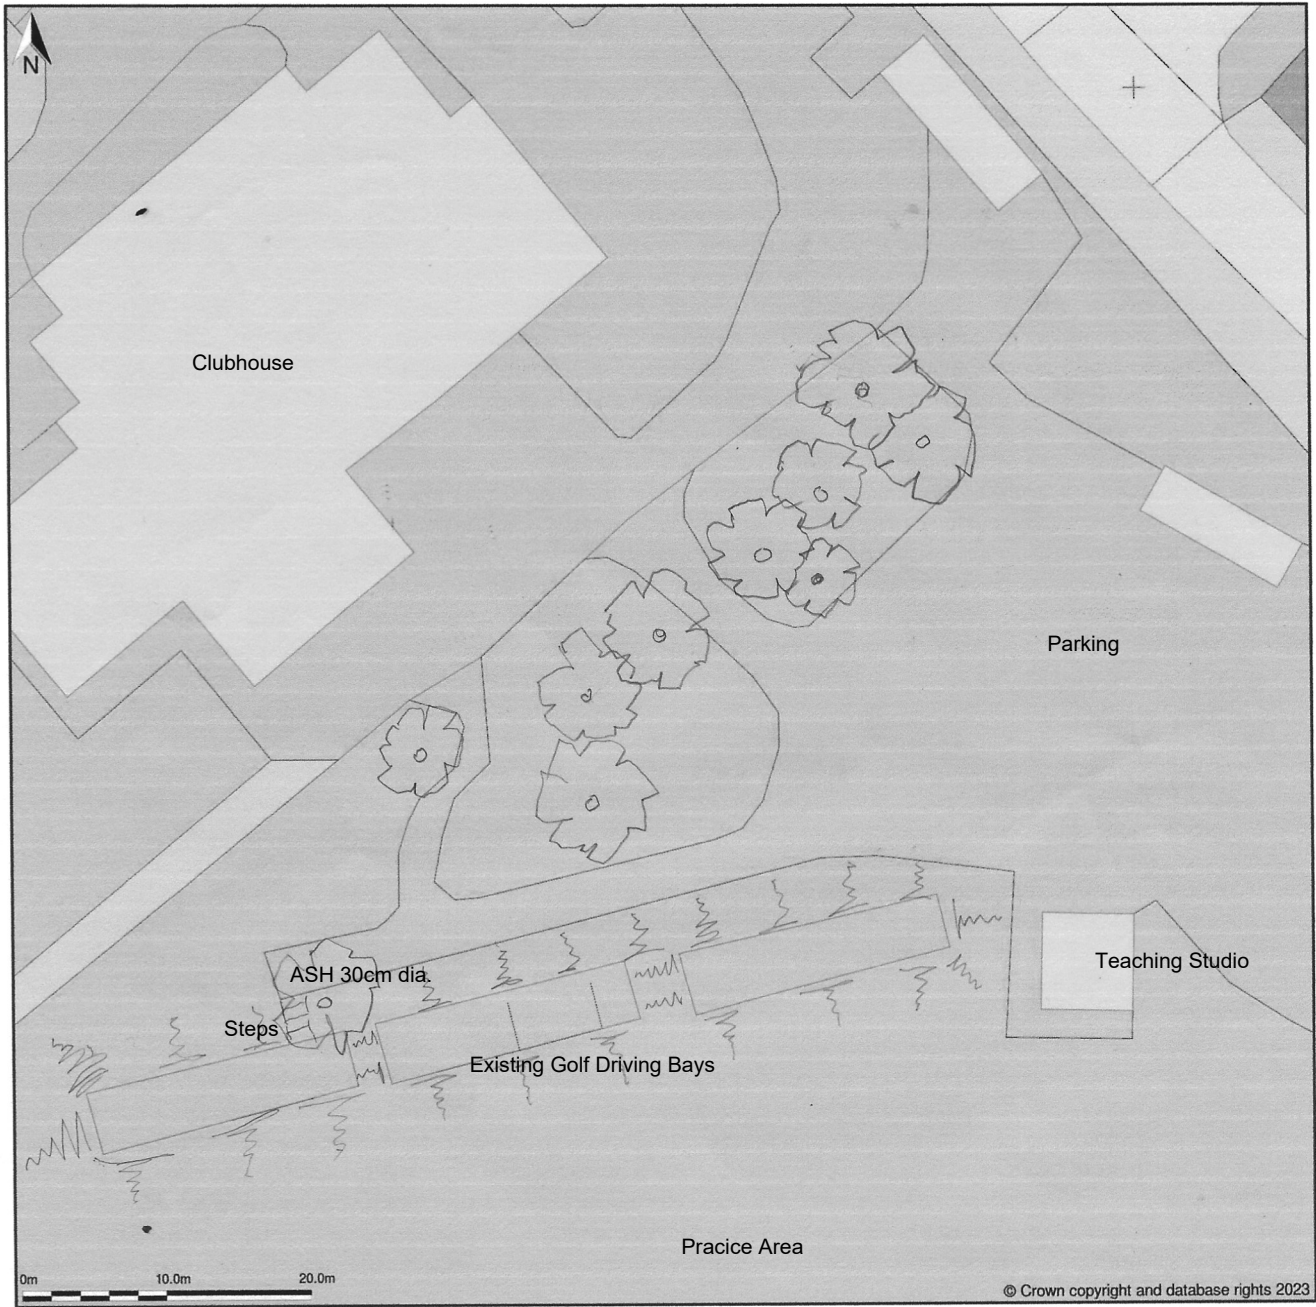 N
Clubhouse
Parking
ASH 30cm dia.
Teaching Studio
Steps
Existing Golf Driving Bays
Pracice Area
0m 10.0m 20.0m
© Crown copyright and database rights 2023